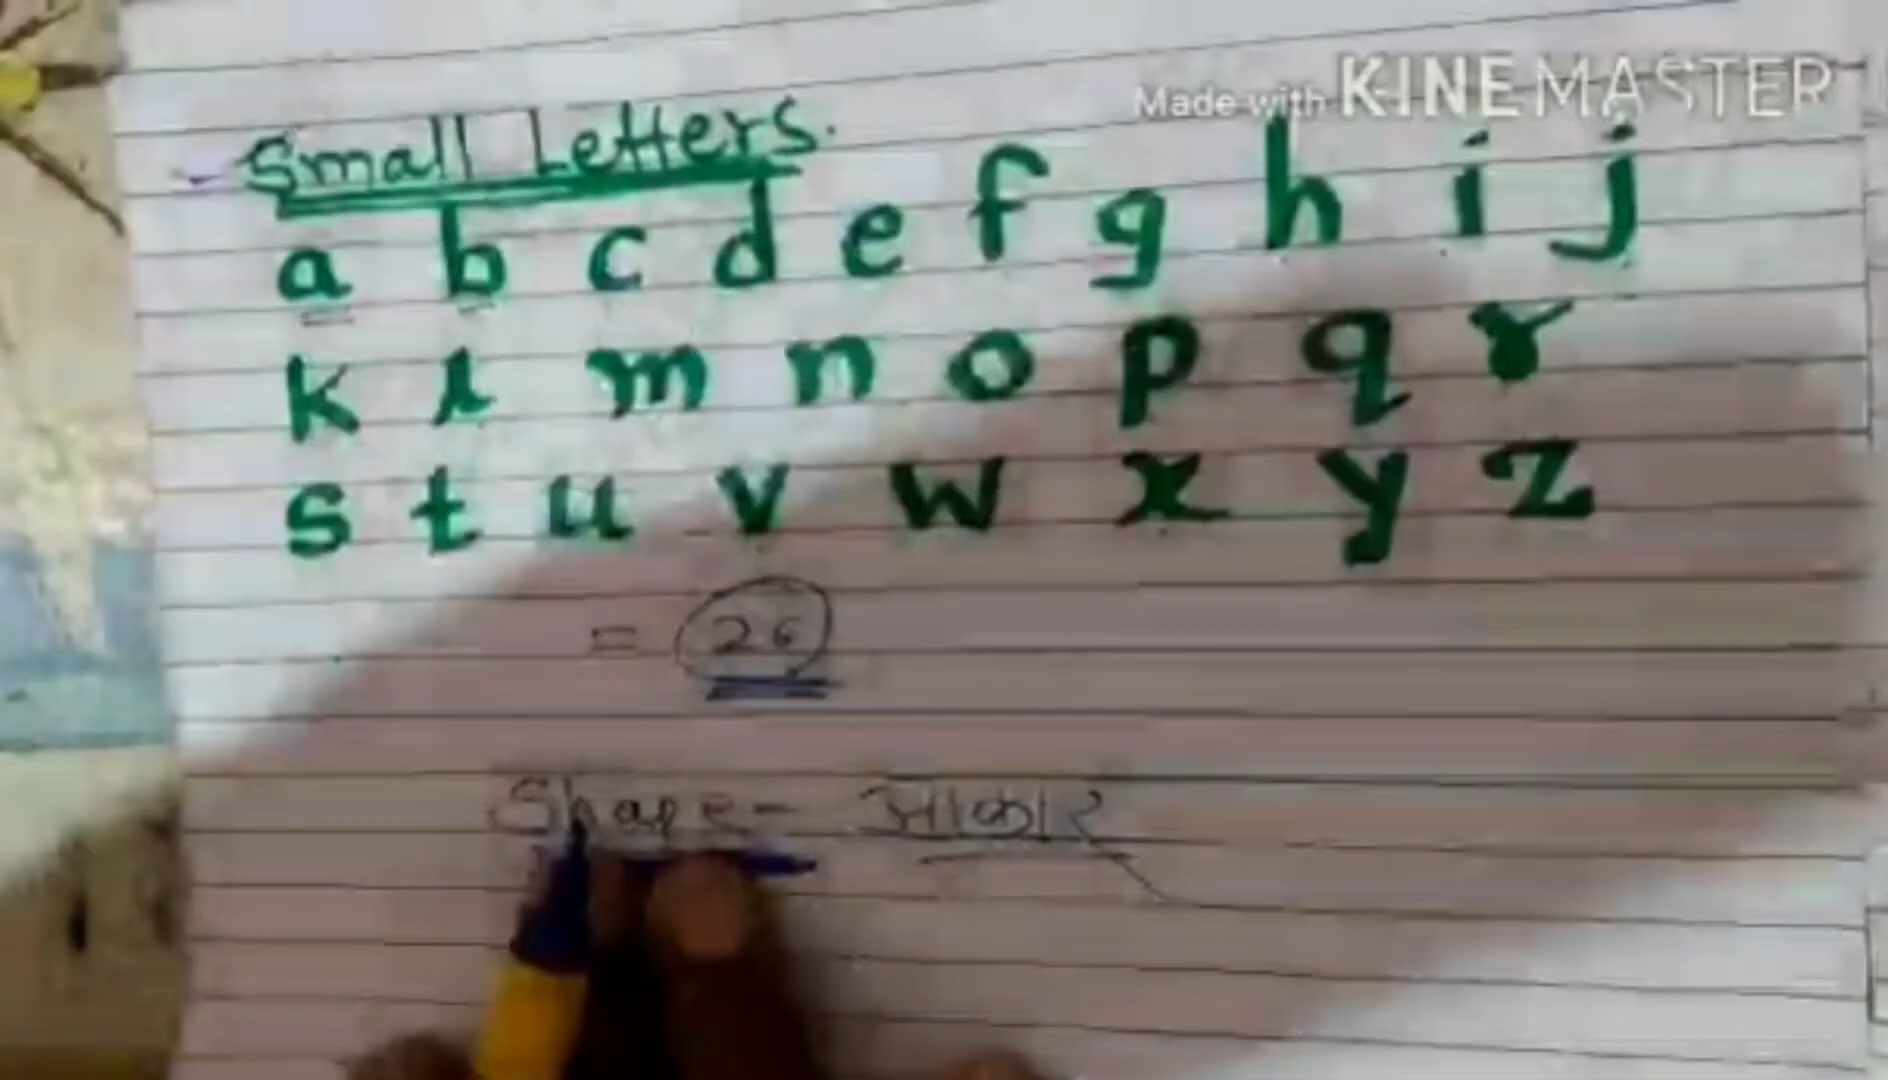 Made with KINEMASTER
Small Letters.
a b c d e f g h i j
k l m n o p q r
s t u v w x y z
= 26
Shape - आकार